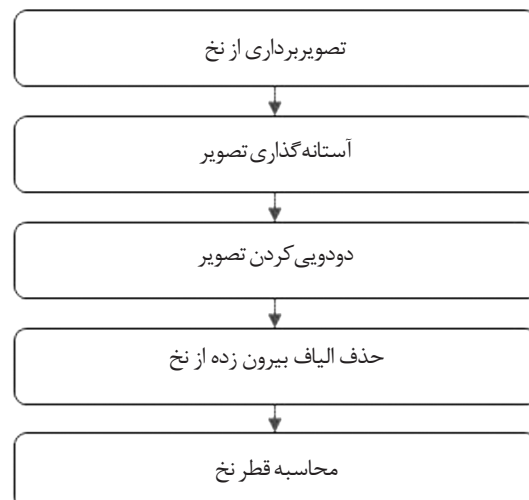 تصویربرداری از نخ
آستانه‌گذاری تصویر
دودویی‌کردن تصویر
حذف الیاف بیرون زده از نخ
محاسبه قطر نخ